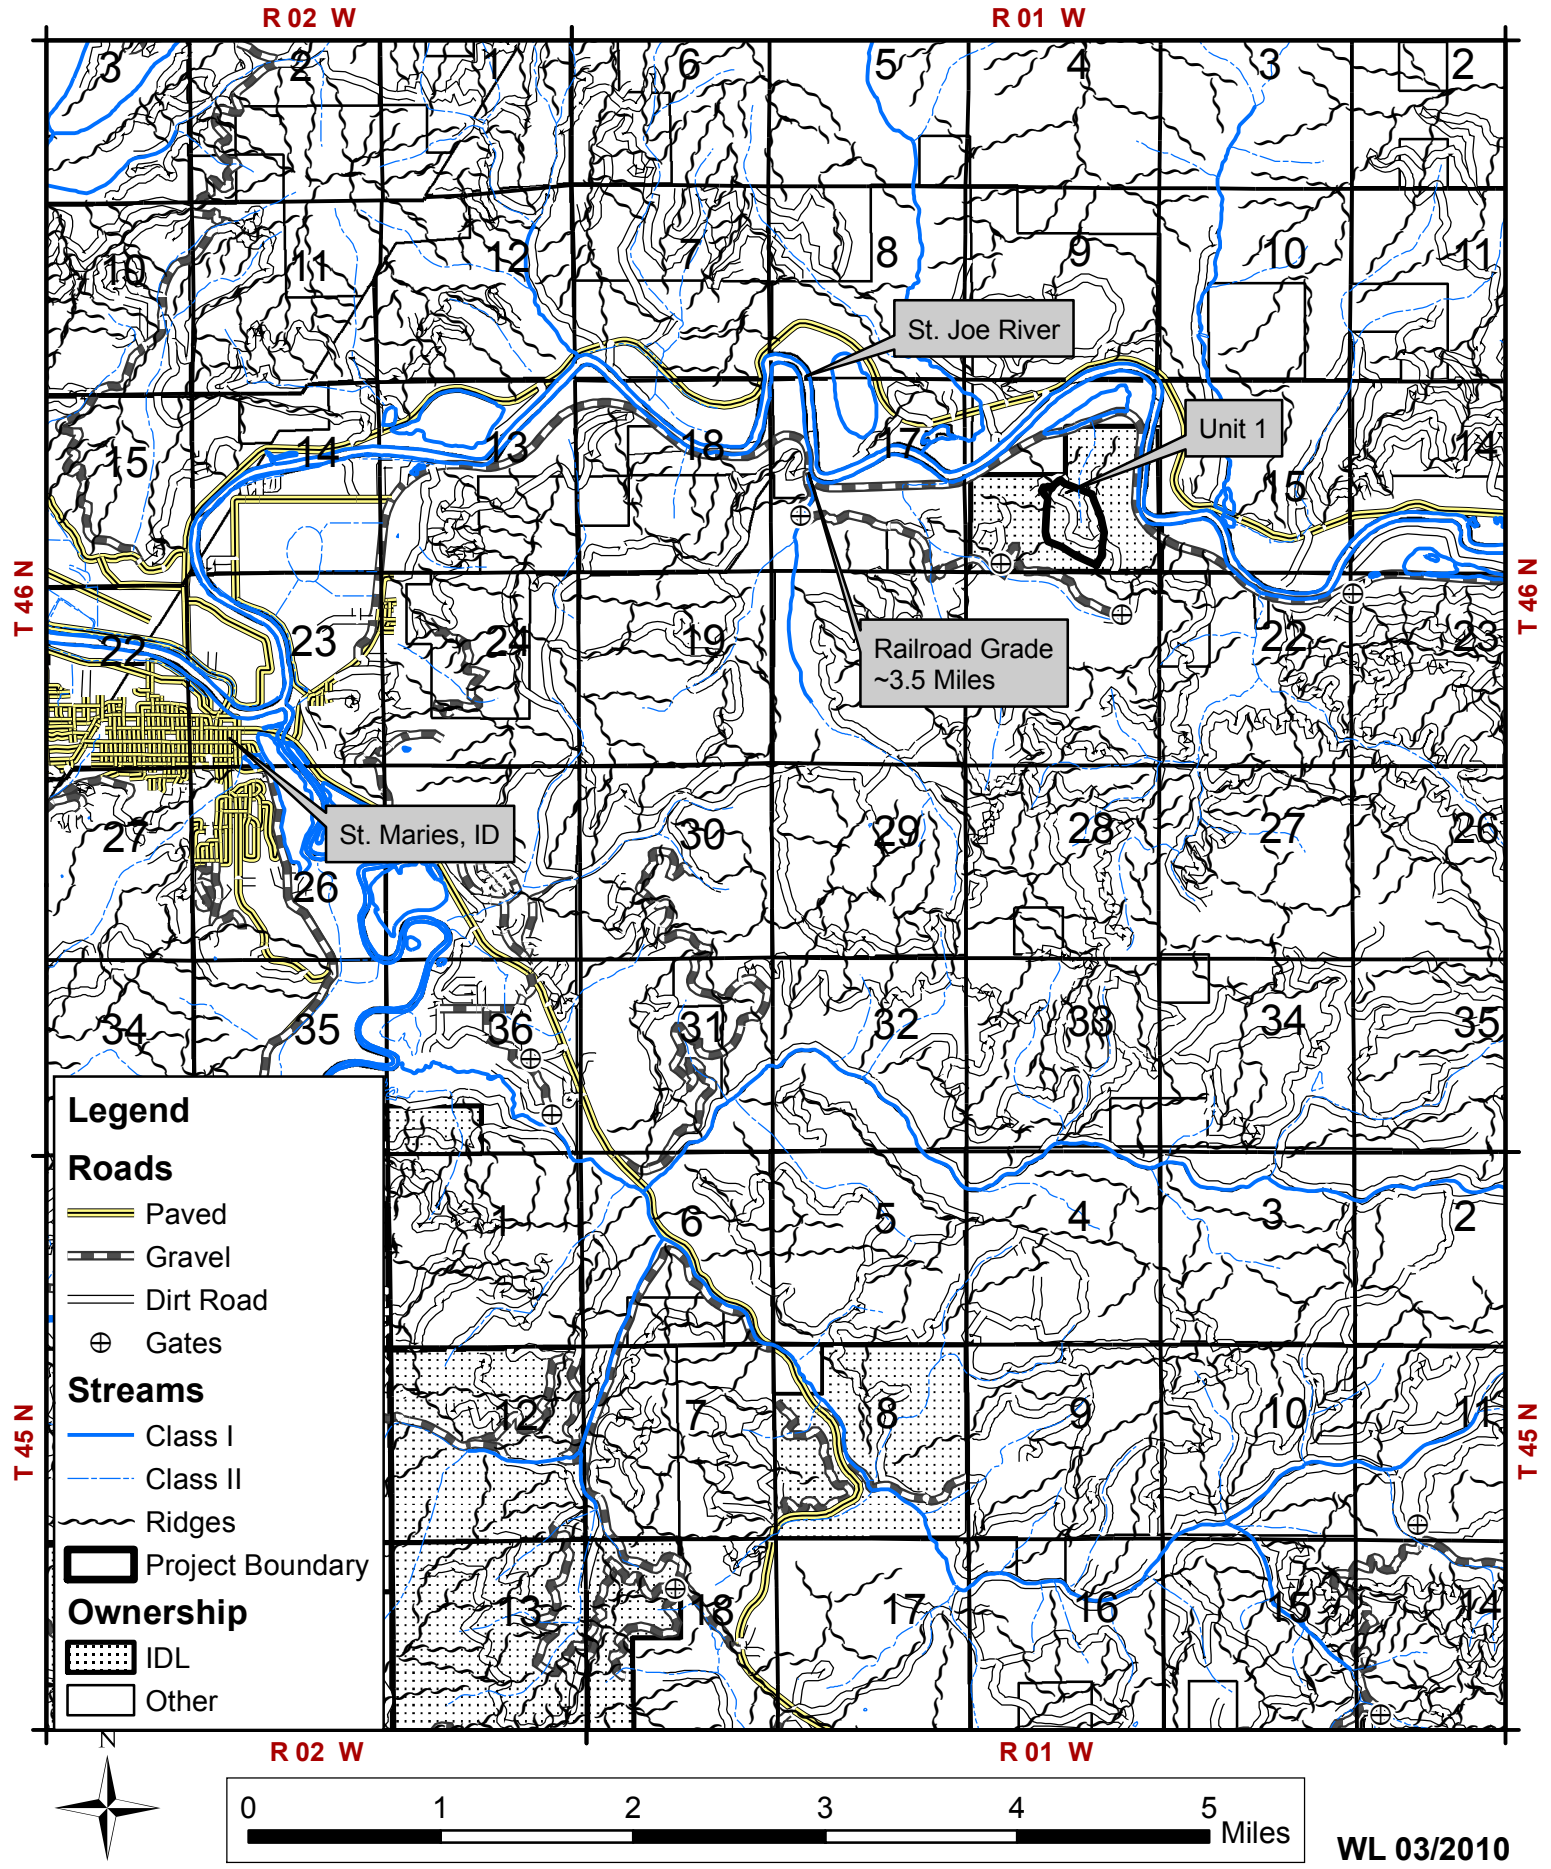 R 02 W
R 01 W
3
2
1
6
5
4
3
2
10
11
12
7
8
9
10
11
St. Joe River
Unit 1
15
14
13
18
17
15
14
T 46 N
T 46 N
22
23
24
19
22
23
Railroad Grade
~3.5 Miles
St. Maries, ID
27
26
30
29
28
27
26
34
35
36
31
32
33
34
35
Legend
Roads
Paved
Gravel
Dirt Road
Gates
Streams
Class I
Class II
Ridges
Project Boundary
Ownership
IDL
Other
1
6
5
4
3
2
T 45 N
T 45 N
12
7
8
9
10
11
13
18
17
16
15
14
N
R 02 W
R 01 W
0 1 2 3 4 5
Miles
WL 03/2010